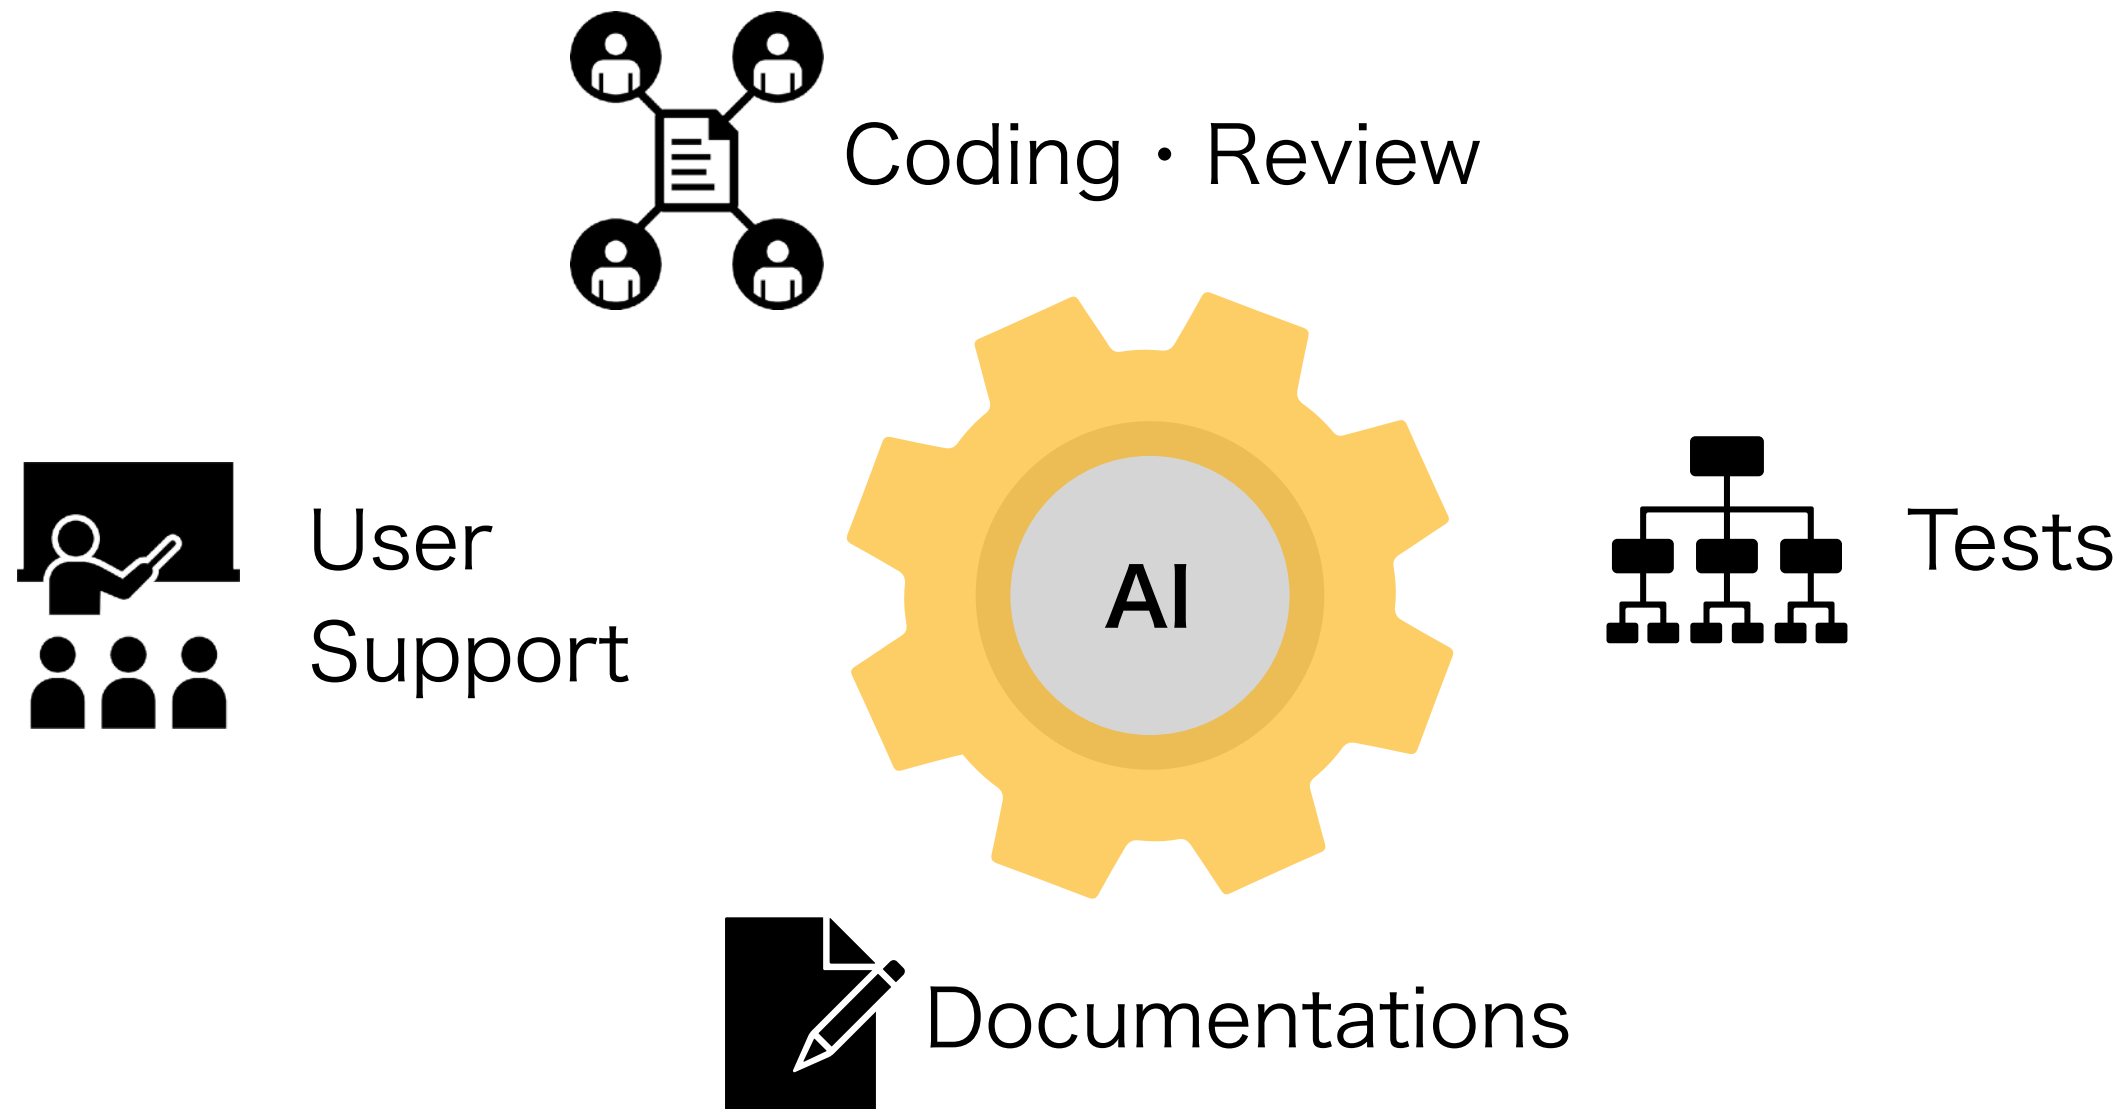 Coding・Review
User
Support
AI
Tests
Documentations